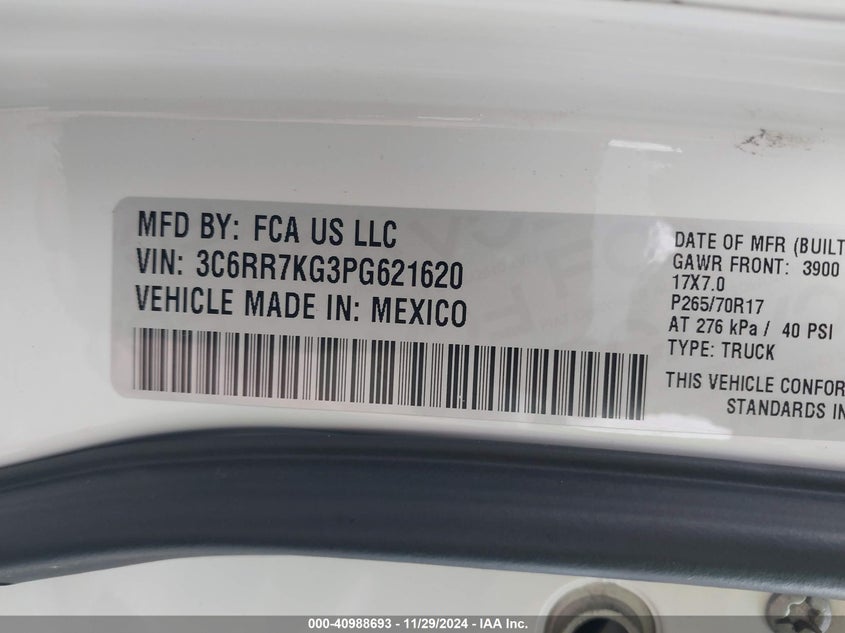 MFD BY: FCA US LLC
VIN: 3C6RR7KG3PG621620
VEHICLE MADE IN: MEXICO
DATE OF MFR (BUILT
GAWR FRONT: 3900
17X7.0
P265/70R17
AT 276 kPa / 40 PSI
TYPE: TRUCK
THIS VEHICLE CONFOR
STANDARDS IN
000-40988693 - 11/29/2024 - IAA Inc.